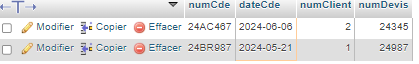 numCde dateCde numClient numDevis
Modifier Copier Effacer 24AC467 2024-06-06 2 24345
Modifier Copier Effacer 24BR987 2024-05-21 1 24987